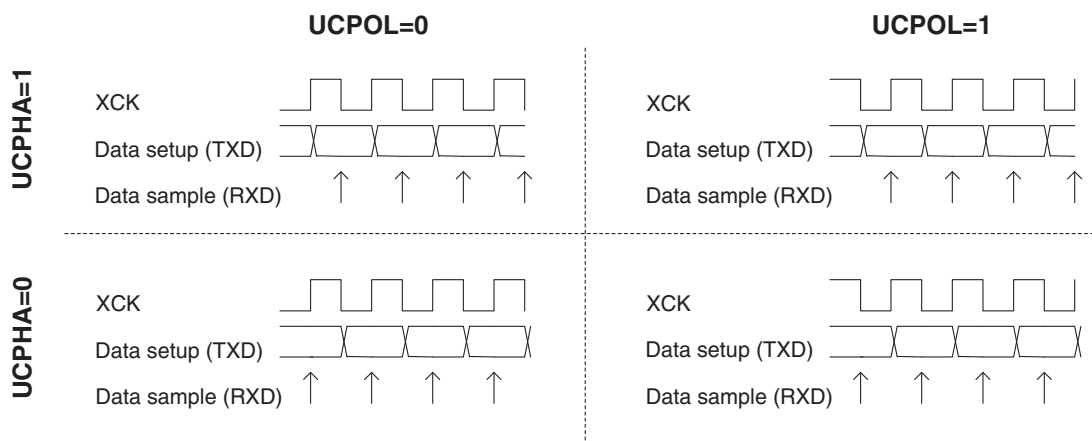 UCPOL=0
UCPOL=1
UCPHA=1
XCK
Data setup (TXD)
Data sample (RXD)
XCK
Data setup (TXD)
Data sample (RXD)
UCPHA=0
XCK
Data setup (TXD)
Data sample (RXD)
XCK
Data setup (TXD)
Data sample (RXD)